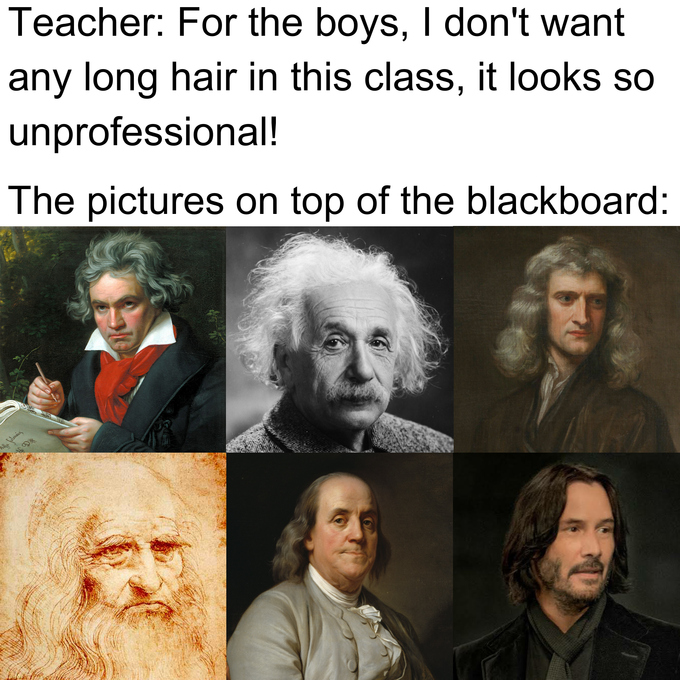 Teacher: For the boys, I don't want
any long hair in this class, it looks so
unprofessional!
The pictures on top of the blackboard: